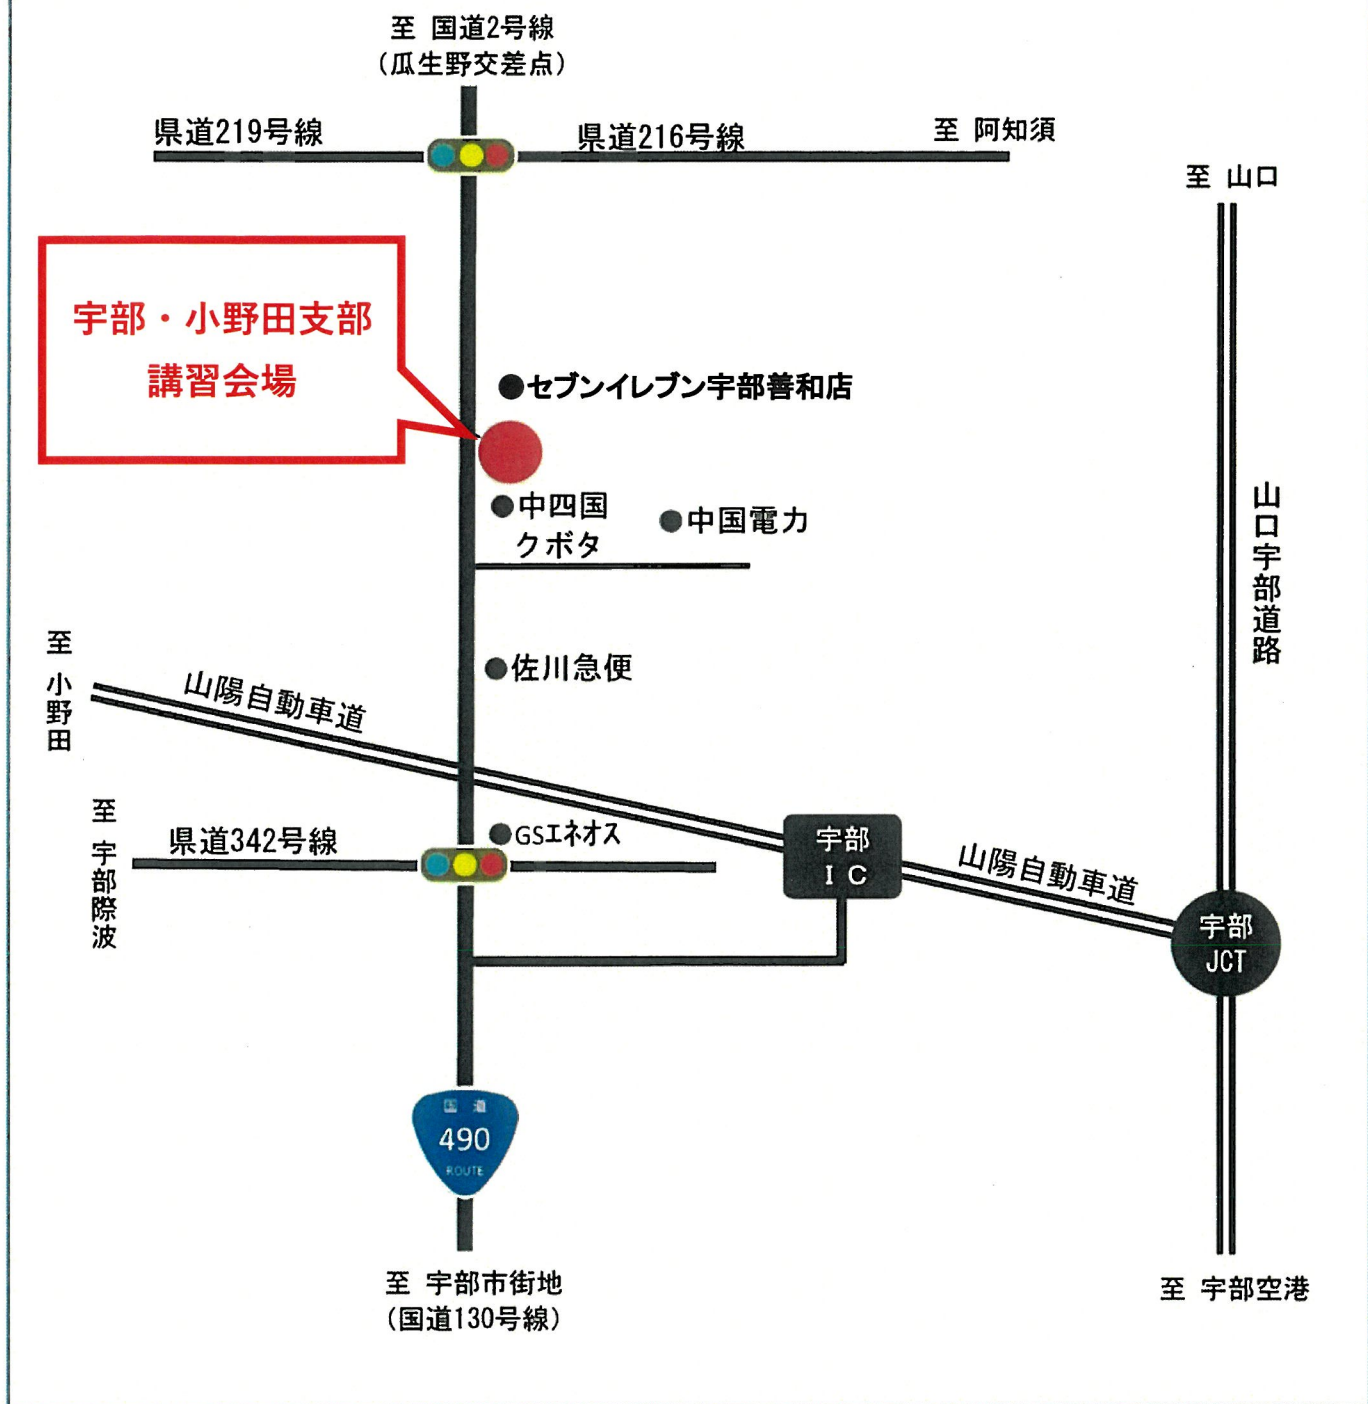 至 国道2号線
(瓜生野交差点)
県道219号線
県道216号線
至 阿知須
至 山口
宇部・小野田支部
講習会場
●セブンイレブン宇部善和店
●中四国
クボタ
●中国電力
山口宇部道路
至 小野田
●佐川急便
山陽自動車道
至 宇部際波
県道342号線
●GSエネオス
宇部
IC
山陽自動車道
宇部
JCT
国道
490
ROUTE
至 宇部市街地
(国道130号線)
至 宇部空港